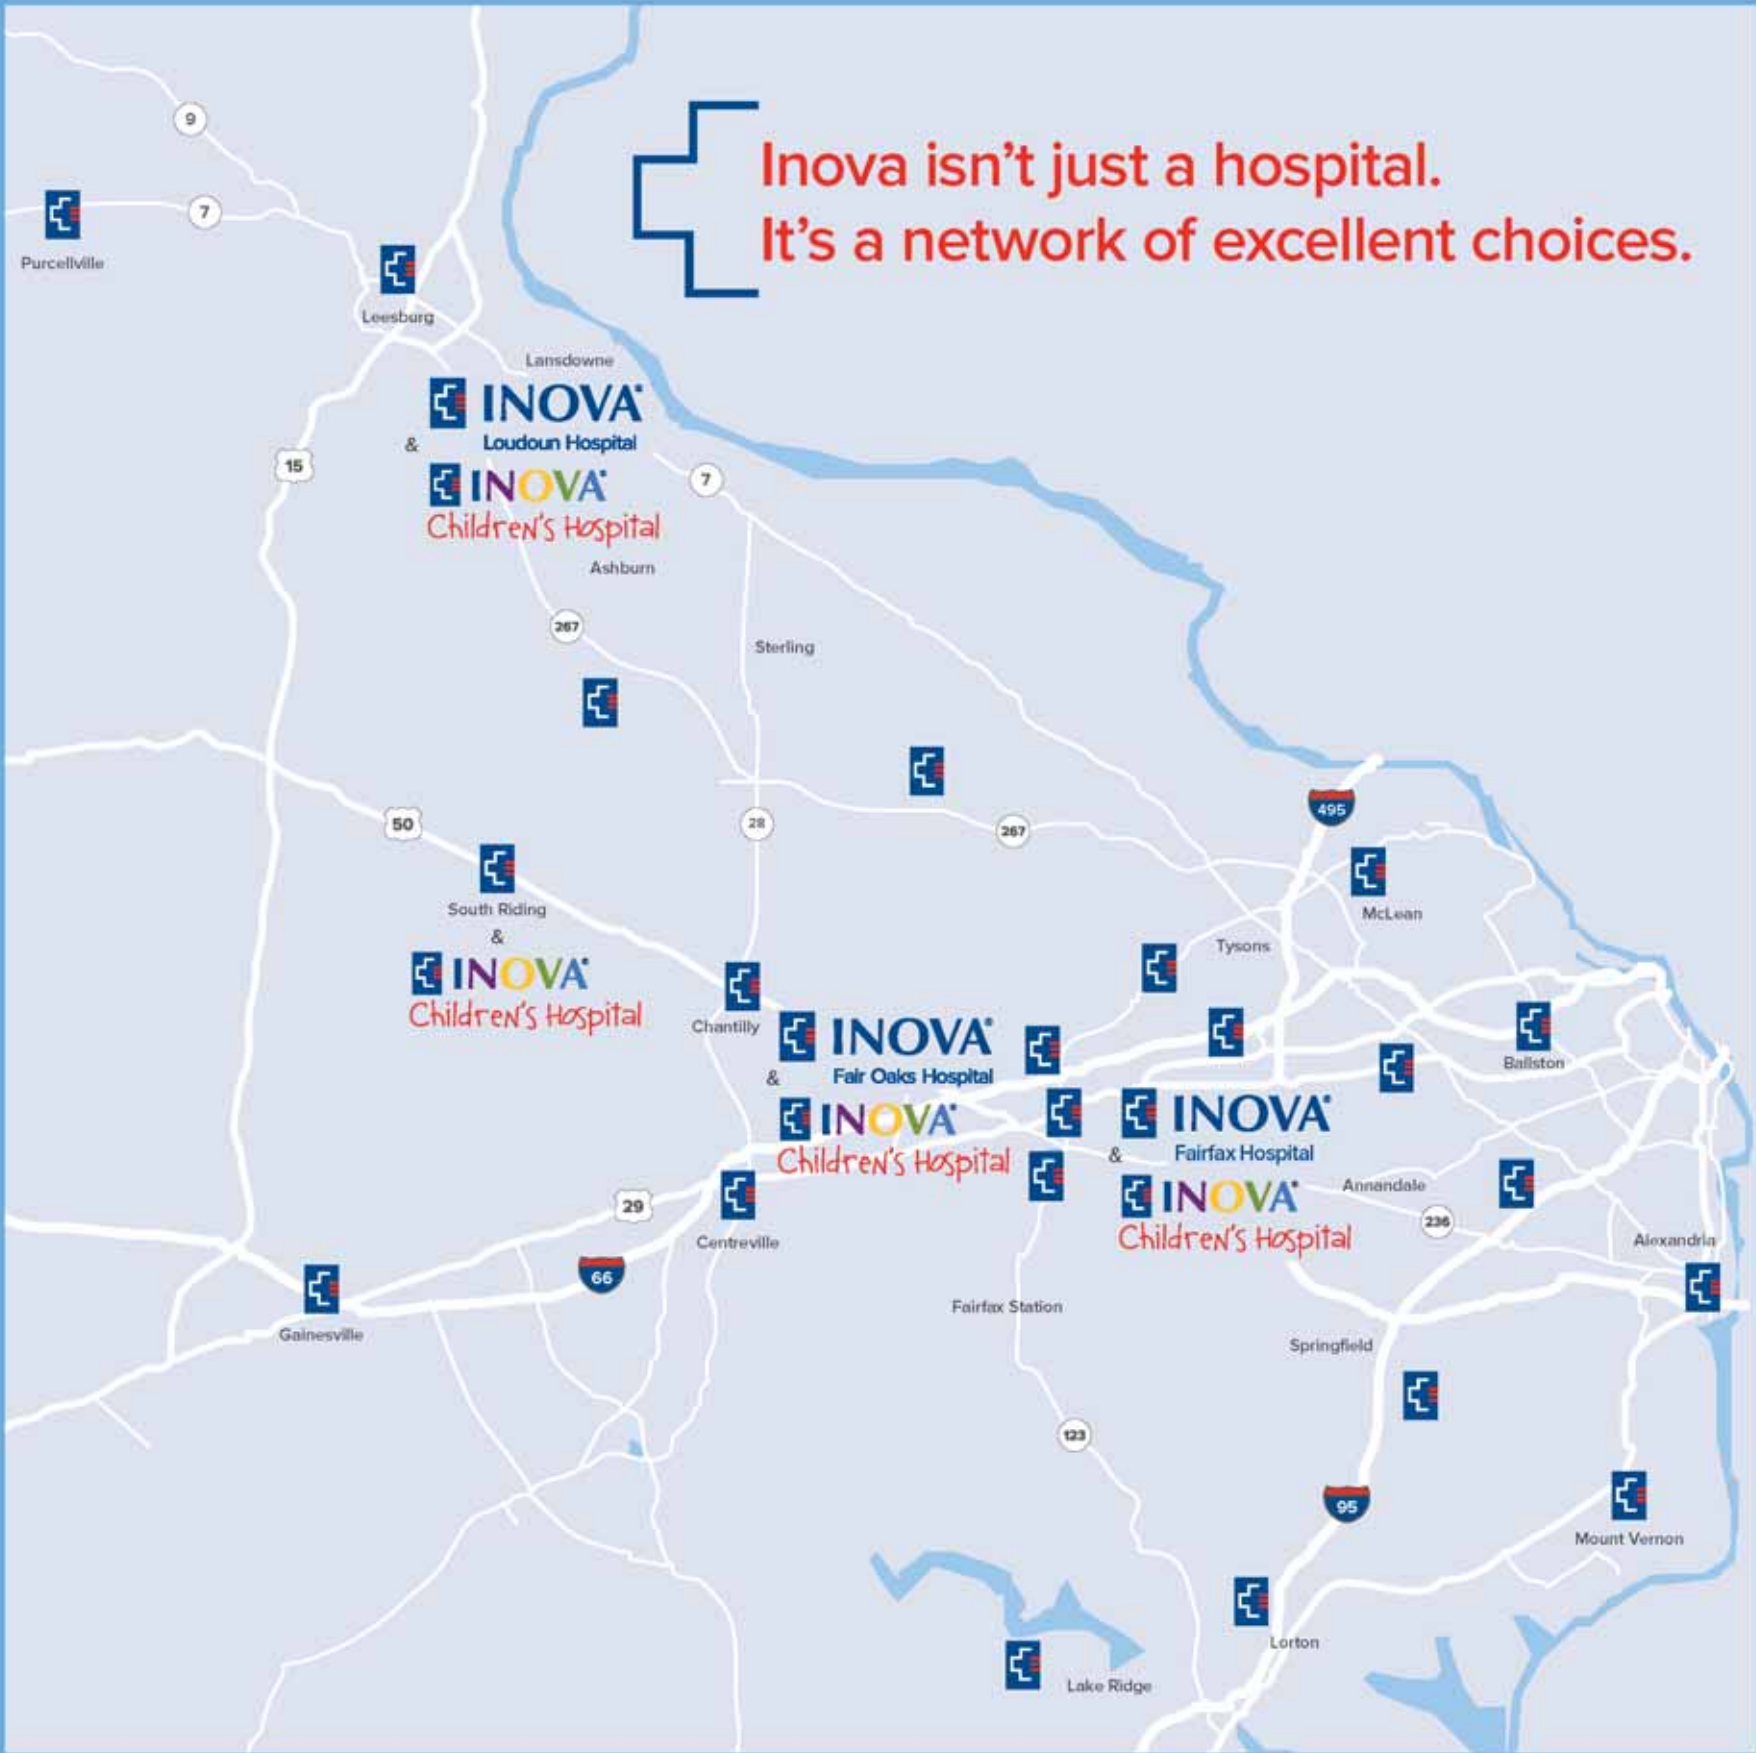 Inova isn't just a hospital.
It's a network of excellent choices.
9
7
Purcellville
Leesburg
Lansdowne
INOVA®
& Loudoun Hospital
INOVA®
Children's Hospital
15
7
Ashburn
267
Sterling
50
28
267
495
South Riding
&
INOVA®
Children's Hospital
McLean
Tysons
Chantilly
INOVA®
& Fair Oaks Hospital
INOVA®
Children's Hospital
Ballston
INOVA®
& Fairfax Hospital
INOVA®
Children's Hospital
Annandale
236
Alexandria
29
Centreville
66
Gainesville
Fairfax Station
Springfield
123
95
Mount Vernon
Lorton
Lake Ridge